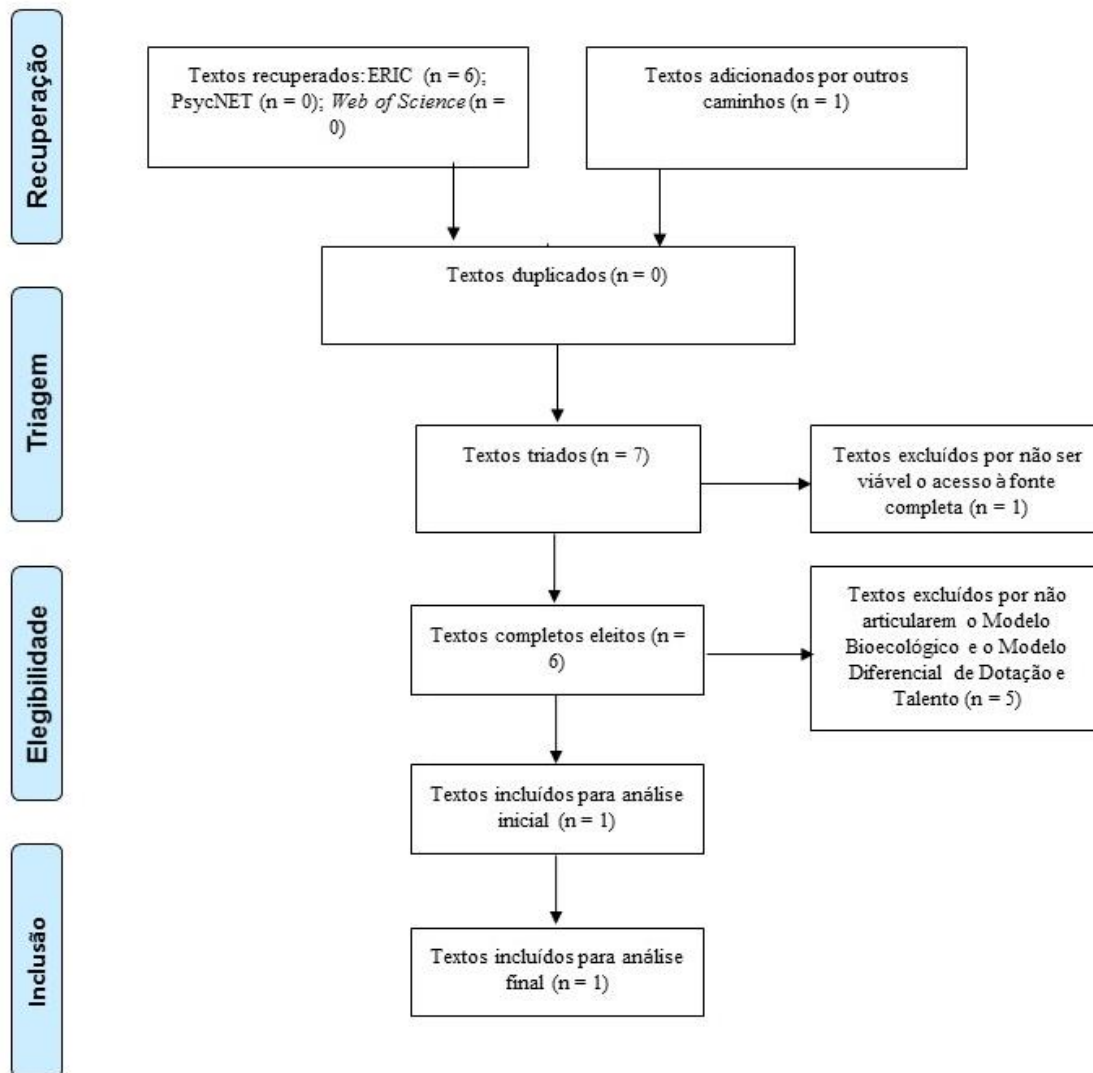 Recuperação
Textos recuperados: ERIC (n = 6);
PsycNET (n = 0); Web of Science (n =
0)
Textos adicionados por outros
caminhos (n = 1)
Textos duplicados (n = 0)
Triagem
Textos triados (n = 7)
Textos excluídos por não ser
viável o acesso à fonte
completa (n = 1)
Elegibilidade
Textos completos eleitos (n =
6)
Textos excluídos por não
articularem o Modelo
Bioecológico e o Modelo
Diferencial de Dotação e
Talento (n = 5)
Textos incluídos para análise
inicial (n = 1)
Inclusão
Textos incluídos para análise
final (n = 1)